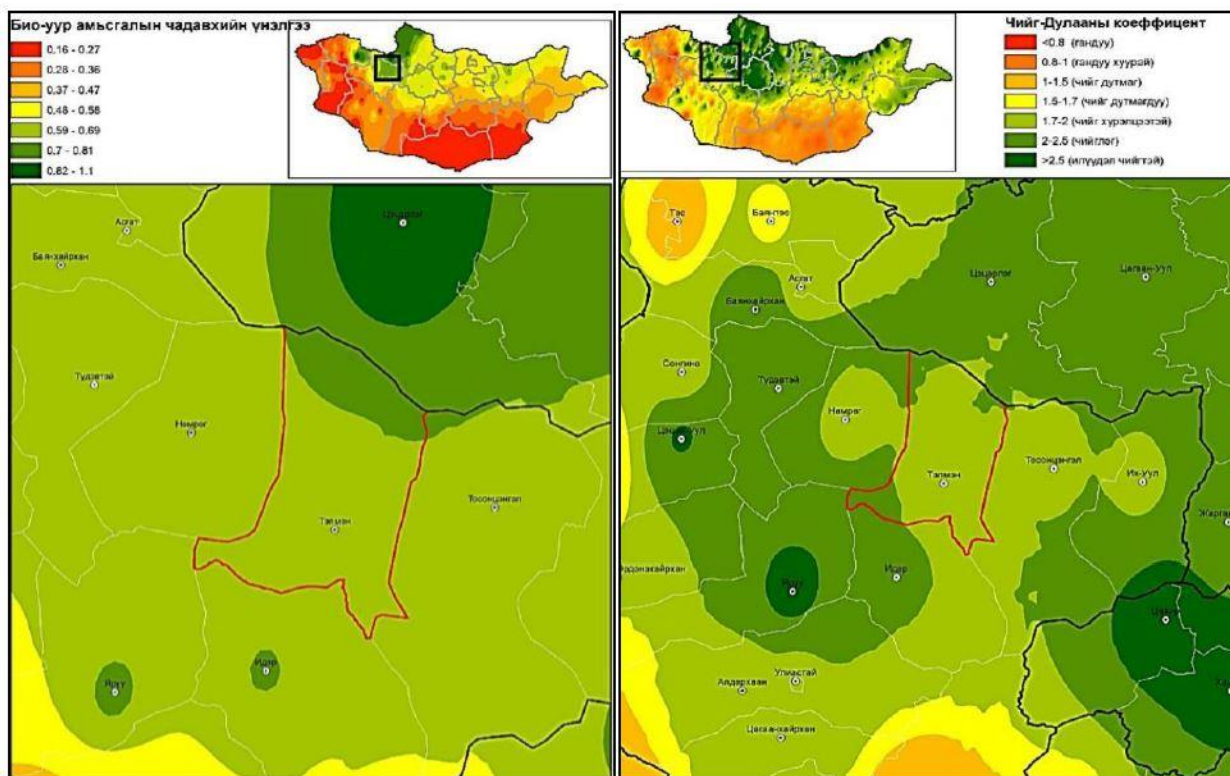 Био-уур амьсгалын чадавхийн үнэлгээ
0.16 - 0.27
0.28 - 0.36
0.37 - 0.47
0.48 - 0.58
0.59 - 0.69
0.7 - 0.81
0.82 - 1.1
Асгат
Цэцэрлэг
Баянхайрхан
Түдэвтэй
Нөмрөг
Тосонцэнгэл
Тэлмэн
Идэр
Яруу
Чийг-Дулааны коеффицент
<0.8 (гандуу)
0.8-1 (гандуу хуурай)
1-1.5 (чийг дутмаг)
1.5-1.7 (чийг дутмагдуу)
1.7-2 (чийг хүрэлцээтэй)
2-2.5 (чийглэг)
>2.5 (илүүдэл чийгтэй)
Тэс
Баянтэс
Асгат
Цэцэрлэг
Цагаан-Уул
Баянхайрхан
Сонгино
Түдэвтэй
Нөмрөг
Цэцэн-Уул
Тосонцэнгэл
Тэлмэн
Их-Уул
Идэр
Яруу
Улиастай
Алдархаан
Цагаанхайрхан